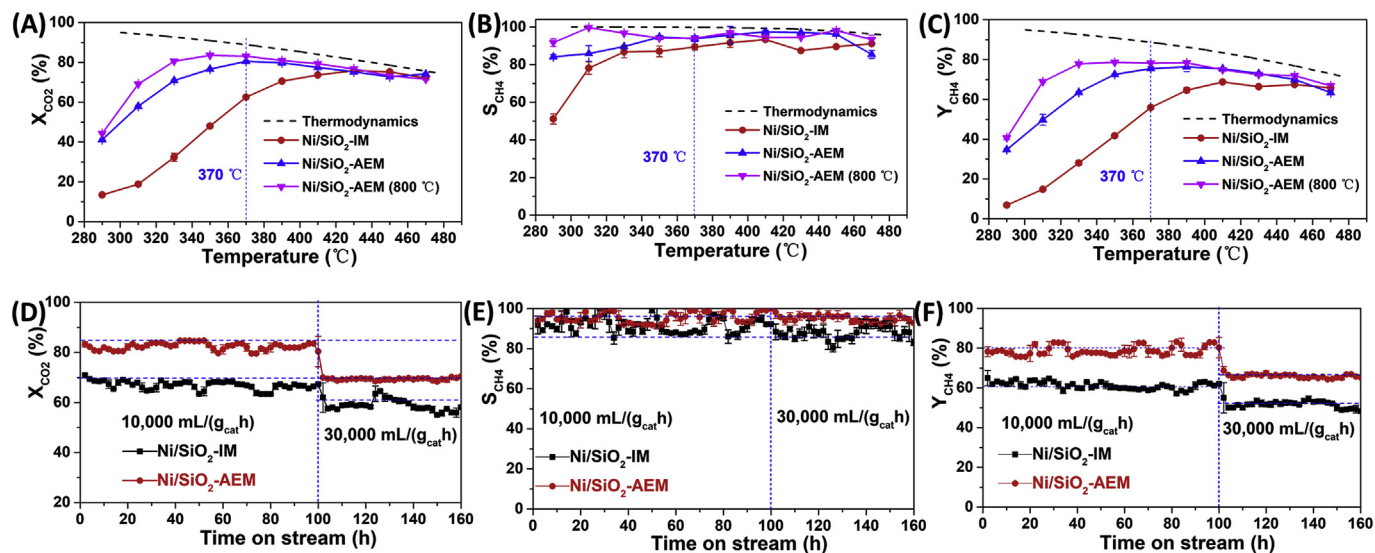 (A)
X_CO2 (%)
100
80
60
40
20
0
280 300 320 340 360 380 400 420 440 460 480
Temperature (℃)
370 ℃
Thermodynamics
Ni/SiO2-IM
Ni/SiO2-AEM
Ni/SiO2-AEM (800 ℃)
(B)
S_CH4 (%)
100
80
60
40
20
0
280 300 320 340 360 380 400 420 440 460 480
Temperature (℃)
370 ℃
Thermodynamics
Ni/SiO2-IM
Ni/SiO2-AEM
Ni/SiO2-AEM (800 ℃)
(C)
Y_CH4 (%)
100
80
60
40
20
0
280 300 320 340 360 380 400 420 440 460 480
Temperature (℃)
370 ℃
Thermodynamics
Ni/SiO2-IM
Ni/SiO2-AEM
Ni/SiO2-AEM (800 ℃)
(D)
X_CO2 (%)
100
80
60
40
20
0 20 40 60 80 100 120 140 160
Time on stream (h)
10,000 mL/(g_cat h)
30,000 mL/(g_cat h)
Ni/SiO2-IM
Ni/SiO2-AEM
(E)
S_CH4 (%)
100
80
60
40
20
0
0 20 40 60 80 100 120 140 160
Time on stream (h)
10,000 mL/(g_cat h)
30,000 mL/(g_cat h)
Ni/SiO2-IM
Ni/SiO2-AEM
(F)
Y_CH4 (%)
100
80
60
40
20
0
0 20 40 60 80 100 120 140 160
Time on stream (h)
10,000 mL/(g_cat h)
30,000 mL/(g_cat h)
Ni/SiO2-IM
Ni/SiO2-AEM